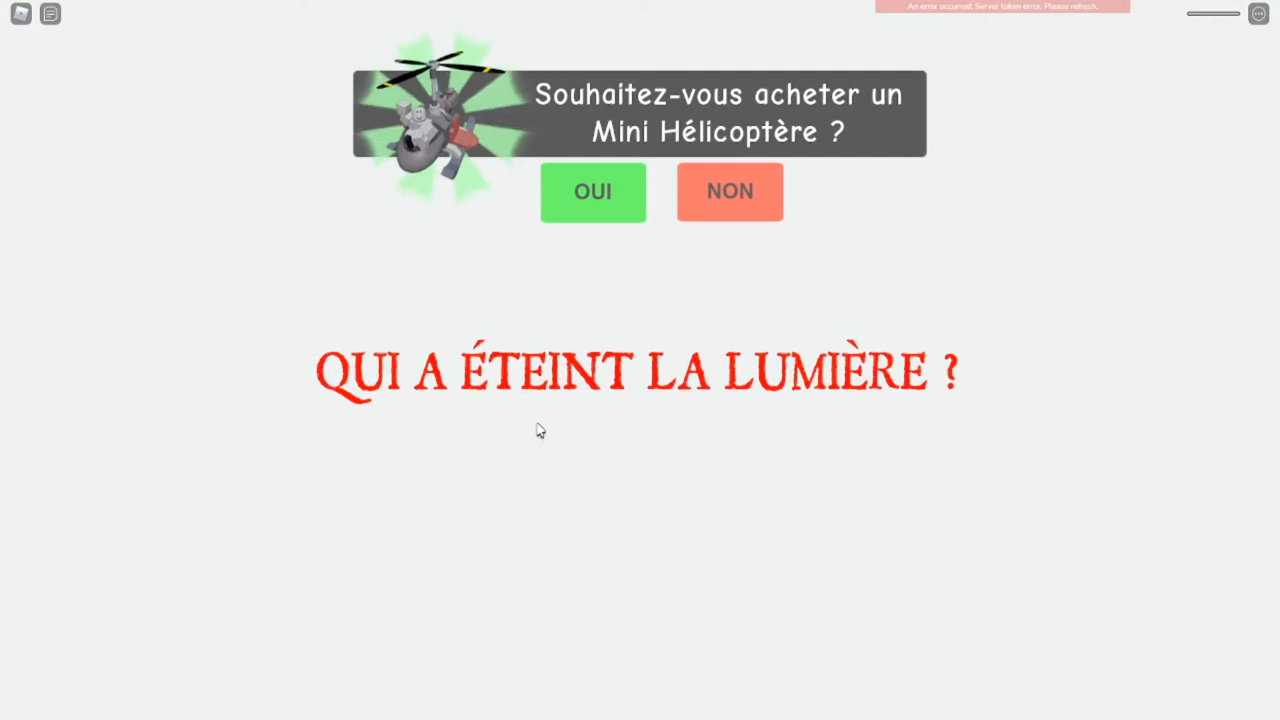 An error occurred. Server token error. Please refresh.
Souhaitez-vous acheter un
Mini Hélicoptère ?
OUI
NON
QUI A ÉTEINT LA LUMIÈRE ?